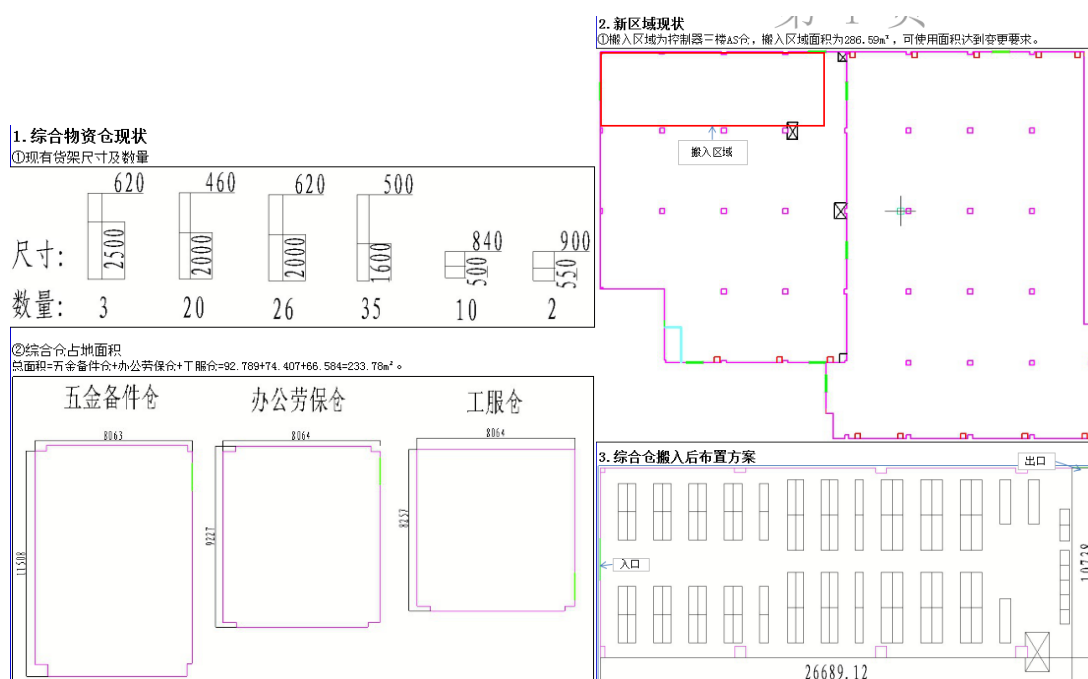 1.综合物资仓现状
①现有货架尺寸及数量
620 460 620 500 840 900
尺寸: 2500 2000 2000 1600 500 550
数量: 3 20 26 35 10 2
②综合仓占地面积
总面积=五金备件仓+办公劳保仓+工服仓=92.789+74.407+66.584=233.78m²。
五金备件仓 办公劳保仓 工服仓
8063 8064 8064
11508 9227 8257
第 1 页
2.新区域现状
①搬入区域为控制器三楼AS仓，搬入区域面积为286.59m²，可使用面积达到变更要求。
搬入区域
3.综合仓搬入后布置方案
出口
入口
10739
26689.12